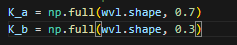 K_a = np.full(wvl.shape, 0.7)
K_b = np.full(wvl.shape, 0.3)